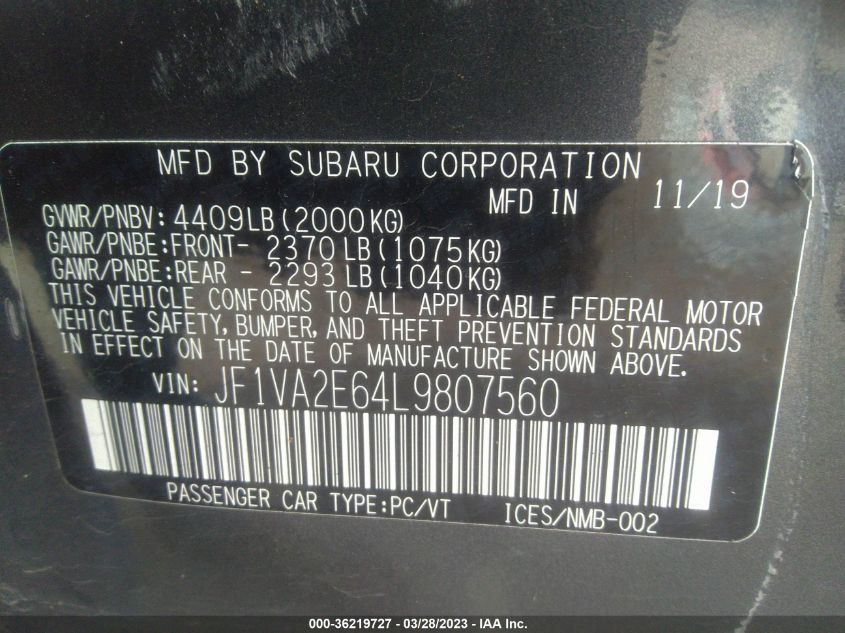 MFD BY SUBARU CORPORATION
MFD IN 11/19
GVWR/PNBV: 4409LB(2000KG)
GAWR/PNBE:FRONT- 2370LB(1075KG)
GAWR/PNBE:REAR - 2293LB(1040KG)
THIS VEHICLE CONFORMS TO ALL APPLICABLE FEDERAL MOTOR
VEHICLE SAFETY, BUMPER, AND THEFT PREVENTION STANDARDS
IN EFFECT ON THE DATE OF MANUFACTURE SHOWN ABOVE.
VIN: JF1VA2E64L9807560
PASSENGER CAR TYPE:PC/VT ICES/NMB-002
000-36219727 - 03/28/2023 - IAA Inc.